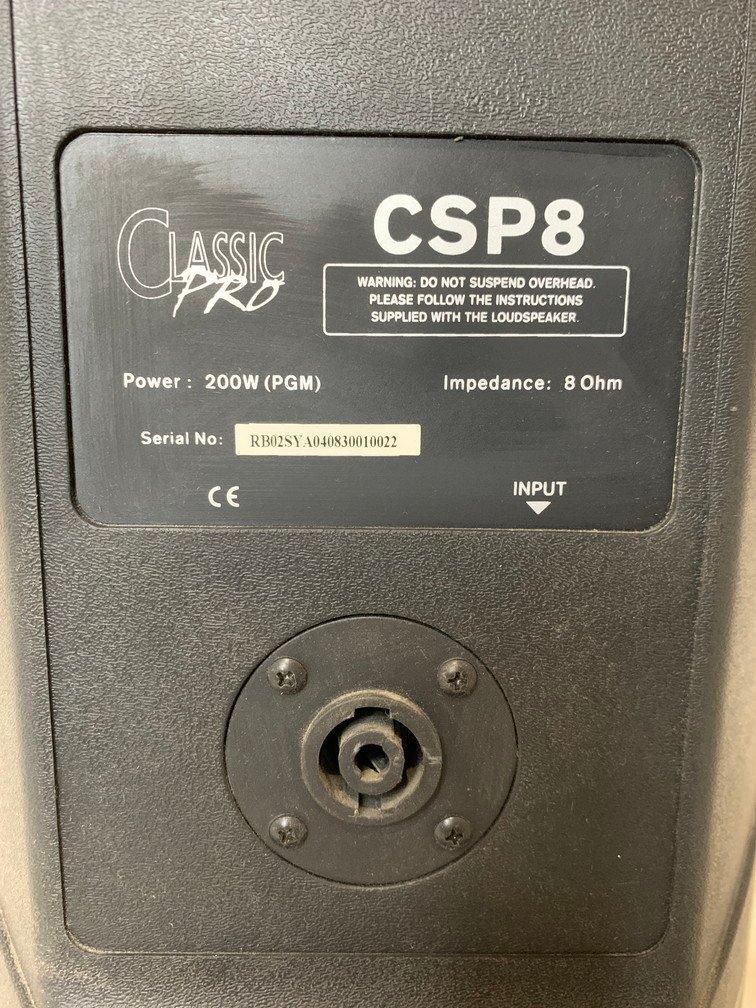 CLASSIC
PRO
CSP8
WARNING: DO NOT SUSPEND OVERHEAD.
PLEASE FOLLOW THE INSTRUCTIONS
SUPPLIED WITH THE LOUDSPEAKER.
Power : 200W (PGM)
Impedance: 8 Ohm
Serial No: RB02SYA040830010022
CE
INPUT